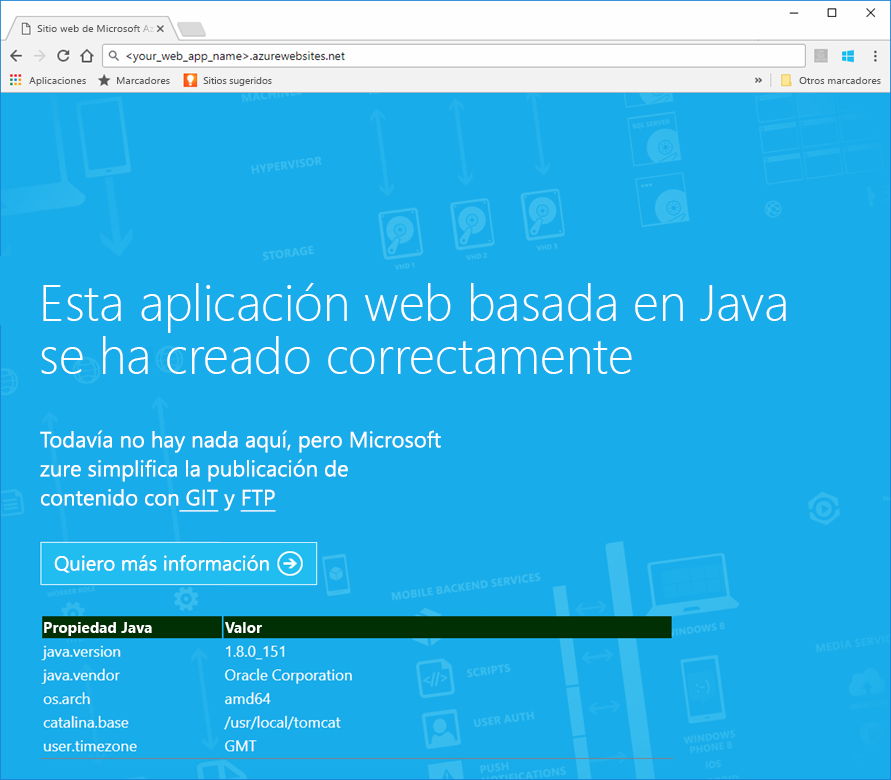 Sitio web de Microsoft Az
<your_web_app_name>.azurewebsites.net
Aplicaciones Marcadores Sitios sugeridos » Otros marcadores
MACHINES
SQL SERVER
HYPERVISOR
STORAGE
VHD 1 VHD 2 VHD 3
Esta aplicación web basada en Java
se ha creado correctamente
Todavía no hay nada aquí, pero Microsoft
zure simplifica la publicación de
contenido con GIT y FTP
Quiero más información
WORKER ROLE
MOBILE BACKEND SERVICES
WINDOWS 8
MEDIA SERVIC
Propiedad Java Valor
java.version 1.8.0_151
java.vendor Oracle Corporation
os.arch amd64
catalina.base /usr/local/tomcat
user.timezone GMT
</> SCRIPTS
USER AUTH
PUSH
NOTIFICATIONS
WINDOWS
PHONE 8
iOS